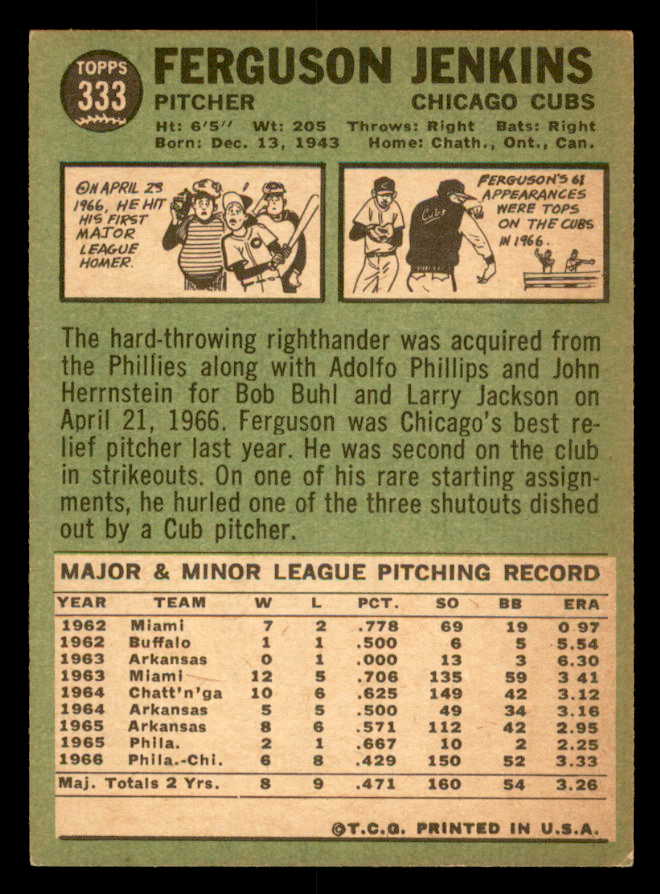 TOPPS
333
FERGUSON JENKINS
PITCHER CHICAGO CUBS
Ht: 6'5" Wt: 205 Throws: Right Bats: Right
Born: Dec. 13, 1943 Home: Chath., Ont., Can.
ON APRIL 23
1966, HE HIT
HIS FIRST
MAJOR
LEAGUE
HOMER.
FERGUSON'S 61
APPEARANCES
WERE TOPS
ON THE CUBS
IN 1966.
Cubs
The hard-throwing righthander was acquired from
the Phillies along with Adolfo Phillips and John
Herrnstein for Bob Buhl and Larry Jackson on
April 21, 1966. Ferguson was Chicago's best re-
lief pitcher last year. He was second on the club
in strikeouts. On one of his rare starting assign-
ments, he hurled one of the three shutouts dished
out by a Cub pitcher.
MAJOR & MINOR LEAGUE PITCHING RECORD
YEAR TEAM W L PCT. SO BB ERA
1962 Miami 7 2 .778 69 19 0 97
1962 Buffalo 1 1 .500 6 5 5.54
1963 Arkansas 0 1 .000 13 3 6.30
1963 Miami 12 5 .706 135 59 3 41
1964 Chatt'n'ga 10 6 .625 149 42 3.12
1964 Arkansas 5 5 .500 49 34 3.16
1965 Arkansas 8 6 .571 112 42 2.95
1965 Phila. 2 1 .667 10 2 2.25
1966 Phila.-Chi. 6 8 .429 150 52 3.33
Maj. Totals 2 Yrs. 8 9 .471 160 54 3.26
©T.C.G. PRINTED IN U.S.A.